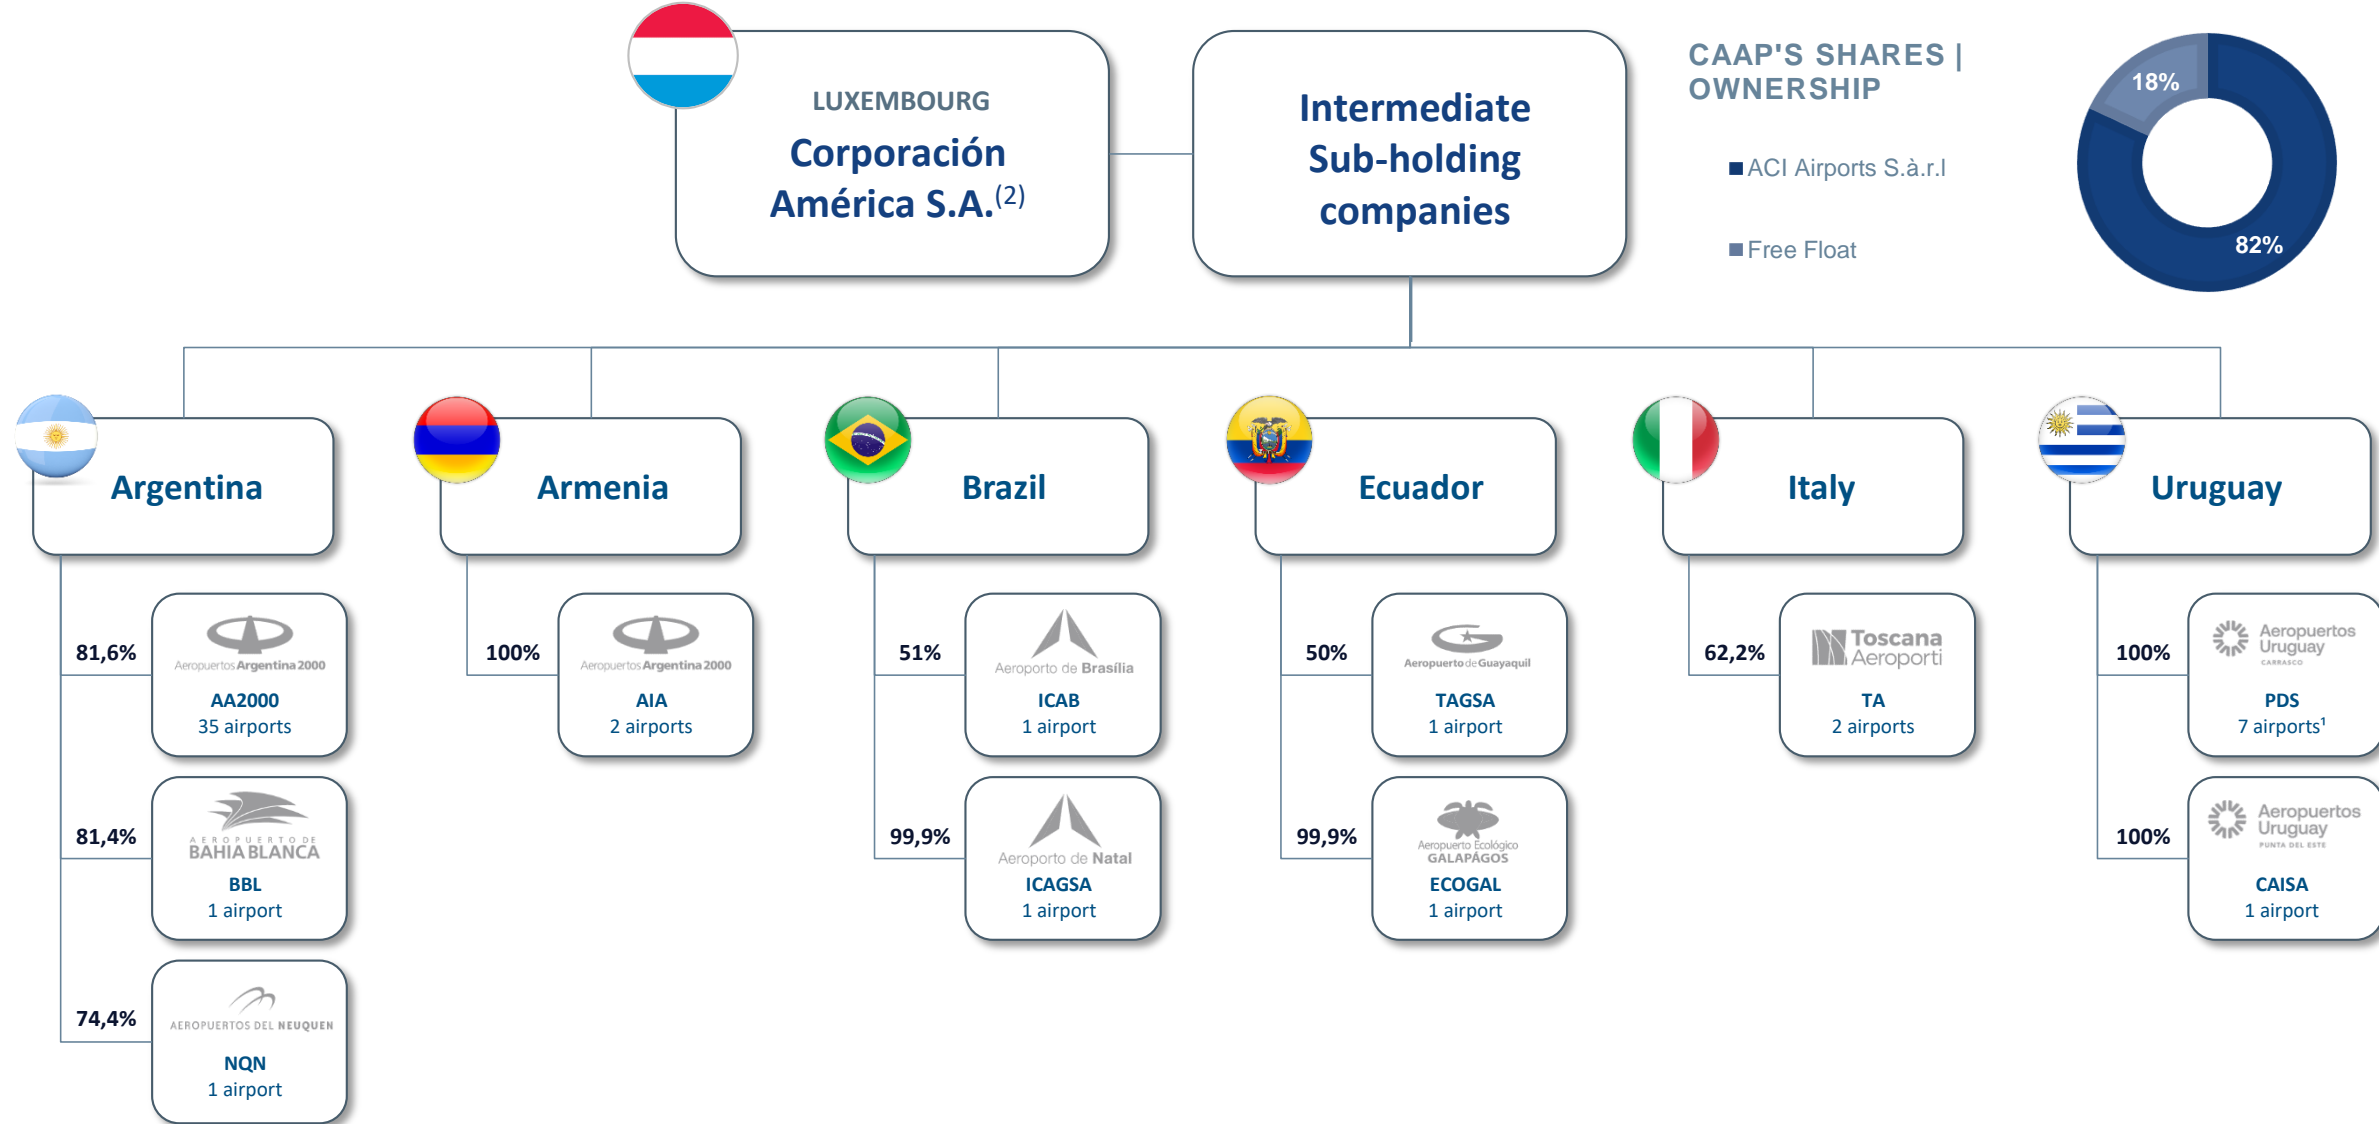 LUXEMBOURG
Corporación
América S.A.(2)
Intermediate
Sub-holding
companies
CAAP'S SHARES |
OWNERSHIP
ACI Airports S.à.r.l
Free Float
18%
82%
Argentina
Armenia
Brazil
Ecuador
Italy
Uruguay
81,6%
Aeropuertos Argentina 2000
AA2000
35 airports
81,4%
AEROPUERTO DE
BAHIA BLANCA
BBL
1 airport
74,4%
AEROPUERTOS DEL NEUQUEN
NQN
1 airport
100%
Aeropuertos Argentina 2000
AIA
2 airports
51%
Aeroporto de Brasília
ICAB
1 airport
99,9%
Aeroporto de Natal
ICAGSA
1 airport
50%
Aeropuerto de Guayaquil
TAGSA
1 airport
99,9%
Aeropuerto Ecológico
GALAPÁGOS
ECOGAL
1 airport
62,2%
Toscana
Aeroporti
TA
2 airports
100%
Aeropuertos
Uruguay
CARRASCO
PDS
7 airports¹
100%
Aeropuertos
Uruguay
PUNTA DEL ESTE
CAISA
1 airport